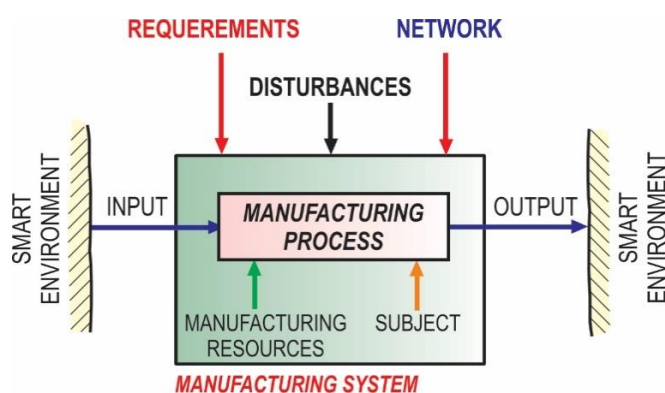 REQUEREMENTS
NETWORK
DISTURBANCES
SMART
ENVIRONMENT
INPUT
MANUFACTURING
PROCESS
OUTPUT
SMART
ENVIRONMENT
MANUFACTURING
RESOURCES
SUBJECT
MANUFACTURING SYSTEM